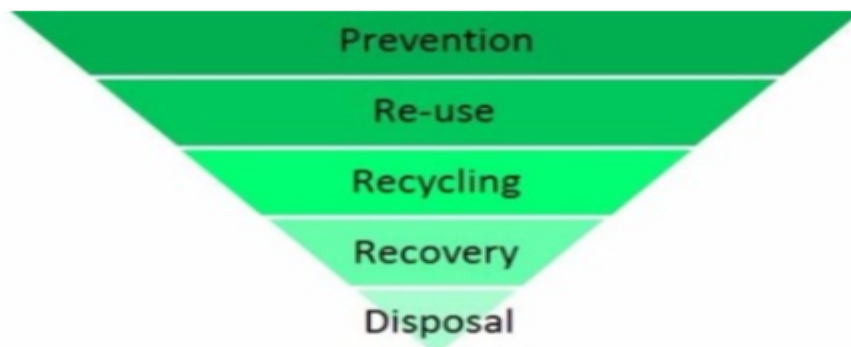 Prevention
Re-use
Recycling
Recovery
Disposal